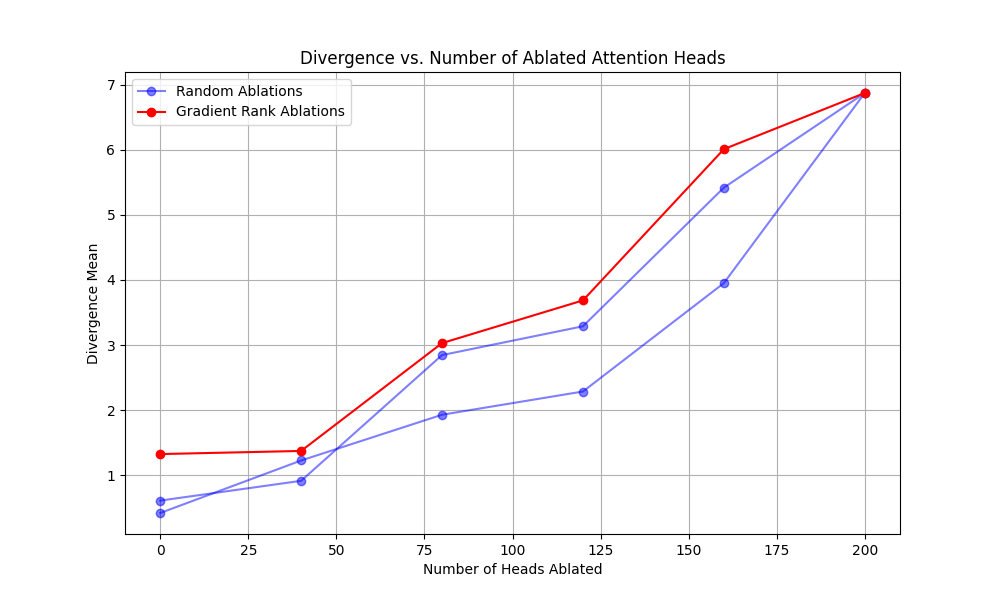 Divergence vs. Number of Ablated Attention Heads
Random Ablations
Gradient Rank Ablations
7
6
5
4
3
2
1
Divergence Mean
0 25 50 75 100 125 150 175 200
Number of Heads Ablated